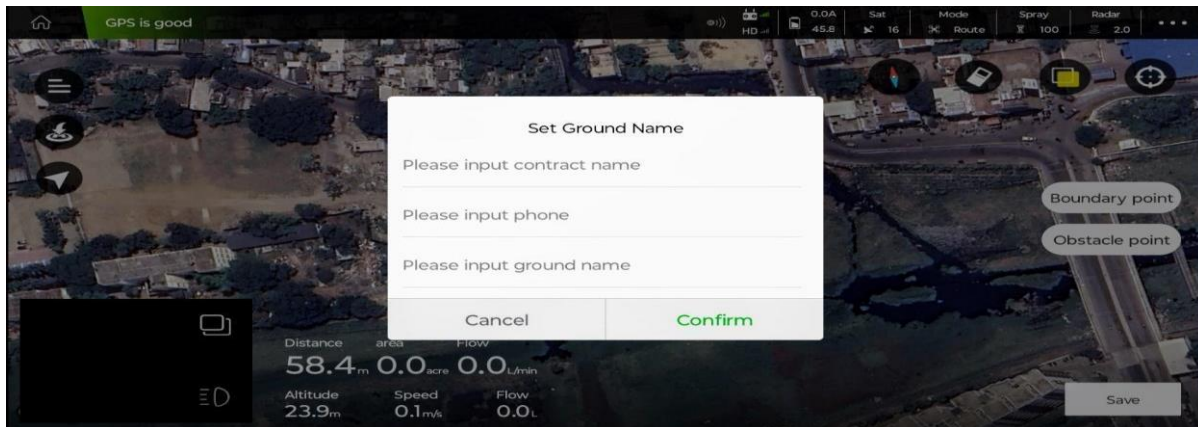 GPS is good
HD
0.0A
45.8
Sat
16
Mode
Route
Spray
100
Radar
2.0
Set Ground Name
Please input contract name
Please input phone
Please input ground name
Cancel
Confirm
Boundary point
Obstacle point
Distance area Flow
58.4m 0.0acre 0.0L/min
Altitude Speed Flow
23.9m 0.1m/s 0.0L
Save